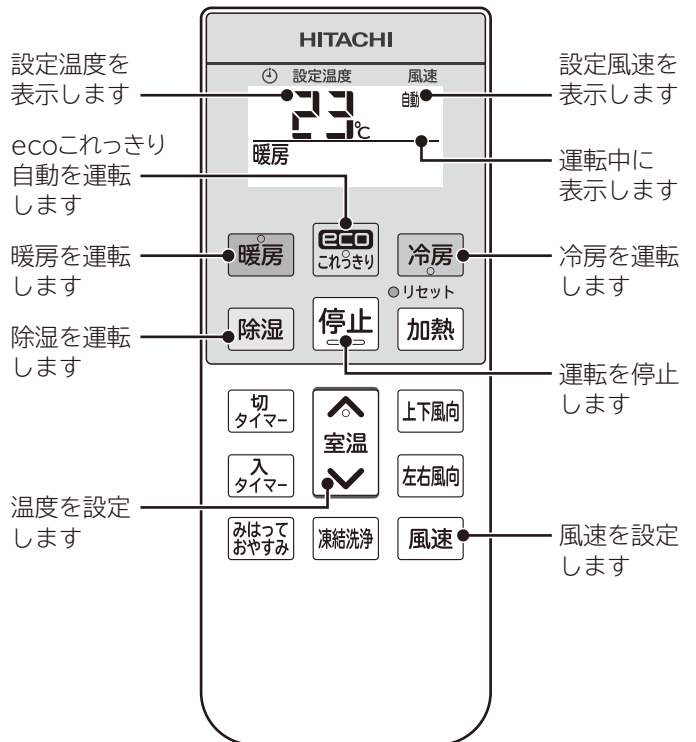 HITACHI
設定温度を
表示します
設定温度
風速
設定風速を
表示します
23℃
自動
暖房
運転中に
表示します
ecoこれっきり
自動を運転
します
暖房を運転
します
暖房
eco
これっきり
冷房
冷房を運転
します
リセット
除湿を運転
します
除湿
停止
加熱
運転を停止
します
切
タイマー
室温
上下風向
入
タイマー
左右風向
温度を設定
します
みはって
おやすみ
凍結洗浄
風速
風速を設定
します